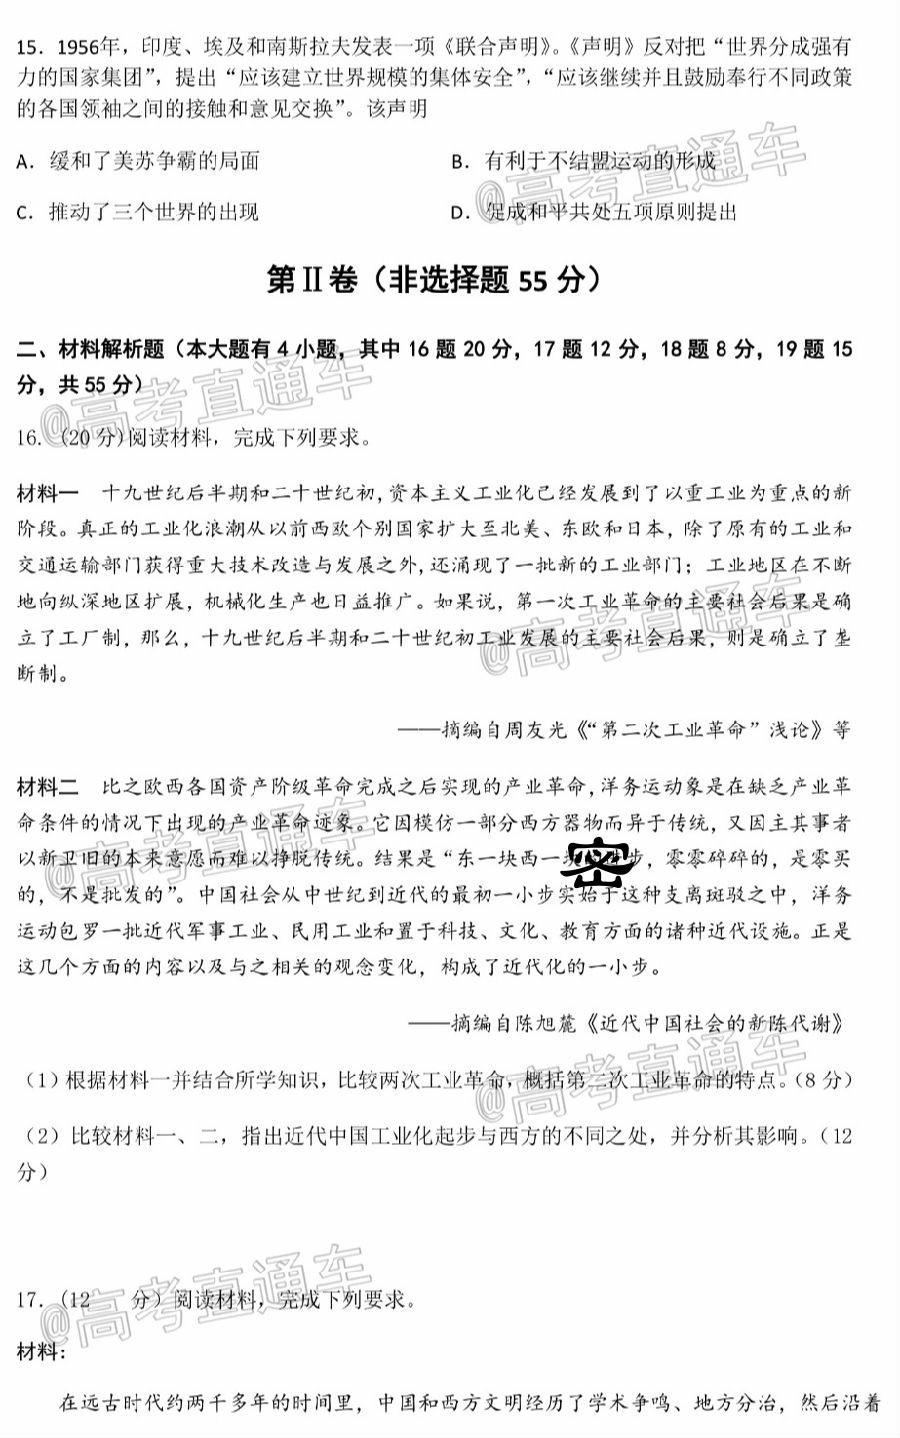 15. 1956年，印度、埃及和南斯拉夫发表一项《联合声明》。《声明》反对把“世界分成强有
力的国家集团”，提出“应该建立世界规模的集体安全”，“应该继续并且鼓励奉行不同政策
的各国领袖之间的接触和意见交换”。该声明
A. 缓和了美苏争霸的局面 B. 有利于不结盟运动的形成
C. 推动了三个世界的出现 D. 促成和平共处五项原则提出
@高考直通车
第Ⅱ卷（非选择题 55 分）
二、材料解析题（本大题有 4 小题，其中 16 题 20 分，17 题 12 分，18 题 8 分，19 题 15
分，共 55 分）
@高考直通车
16. (20 分)阅读材料，完成下列要求。
材料一 十九世纪后半期和二十世纪初，资本主义工业化已经发展到了以重工业为重点的新
阶段。真正的工业化浪潮从以前西欧个别国家扩大至北美、东欧和日本，除了原有的工业和
交通运输部门获得重大技术改造与发展之外，还涌现了一批新的工业部门；工业地区在不断
地向纵深地区扩展，机械化生产也日益推广。如果说，第一次工业革命的主要社会后果是确
立了工厂制，那么，十九世纪后半期和二十世纪初工业发展的主要社会后果，则是确立了垄
断制。
@高考直通车
——摘编自周友光《“第二次工业革命”浅论》等
材料二 比之欧西各国资产阶级革命完成之后实现的产业革命，洋务运动象是在缺乏产业革
命条件的情况下出现的产业革命迹象。它因模仿一部分西方器物而异于传统，又因主其事者
以新卫旧的本来意愿而难以挣脱传统。结果是“东一块西一块 密 步，零零碎碎的，是零买
的，不是批发的”。中国社会从中世纪到近代的最初一小步实始于这种支离斑驳之中，洋务
运动包罗一批近代军事工业、民用工业和置于科技、文化、教育方面的诸种近代设施。正是
这几个方面的内容以及与之相关的观念变化，构成了近代化的一小步。
@高考直通车
——摘编自陈旭麓《近代中国社会的新陈代谢》
（1）根据材料一并结合所学知识，比较两次工业革命，概括第二次工业革命的特点。（8 分）
@高考直通车
（2）比较材料一、二，指出近代中国工业化起步与西方的不同之处，并分析其影响。（12
分）
17. (12 分）阅读材料，完成下列要求。
@高考直通车
材料：
在远古时代约两千多年的时间里，中国和西方文明经历了学术争鸣、地方分治，然后沿着